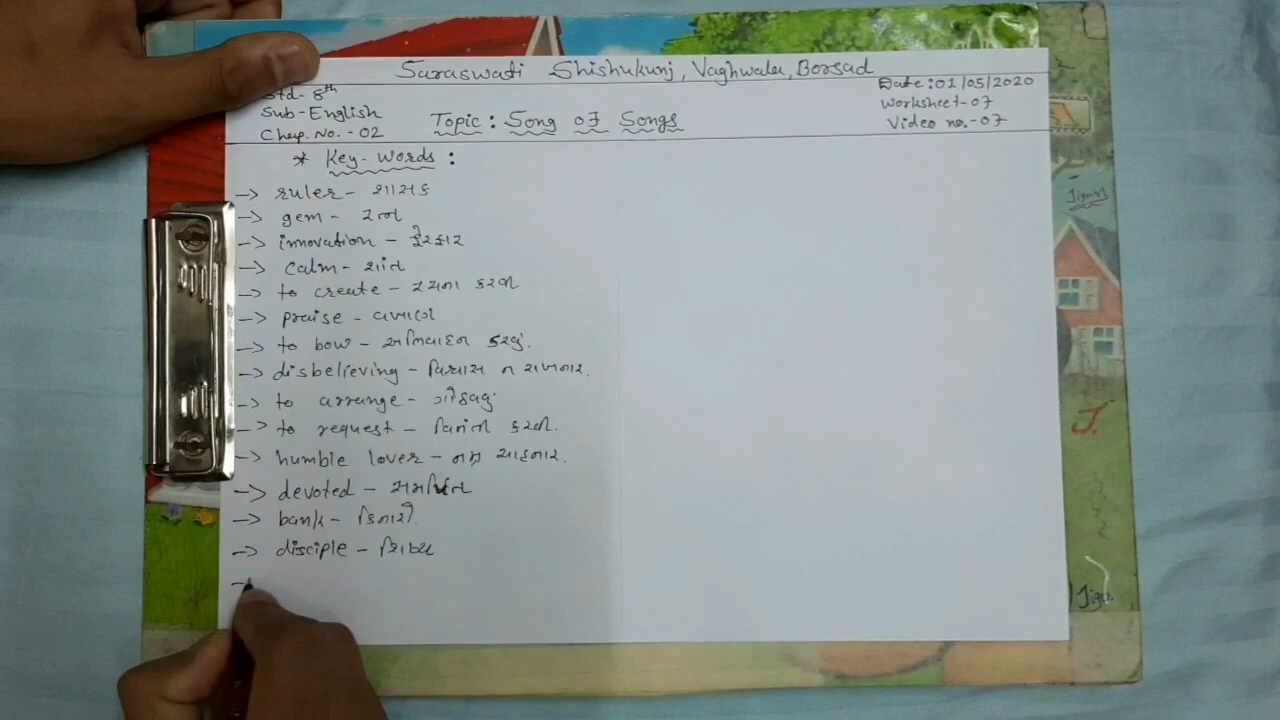 Saraswati Shishukunj, Vaghwala, Borsad
Std- 8th
Sub-English
Chap. No. - 02
Topic: Song of Songs
Date: 01/05/2020
Worksheet-07
Video no.-07
* Key-words:
→ ruler - શાસક
→ gem - રત્ન
→ innovation - ફેરફાર
→ calm - શાંત
→ to create - રચના કરવી
→ praise - વખાણ
→ to bow - અભિવાદન કરવું.
→ disbelieving - વિશ્વાસ ન રાખનાર.
→ to arrange - ગોઠવવું
→ to request - વિનંતી કરવી.
→ humble lover - નમ્ર ચાહનાર.
→ devoted - સમર્પિત
→ bank - કિનારો.
→ disciple - શિષ્ય
Jigu
J.